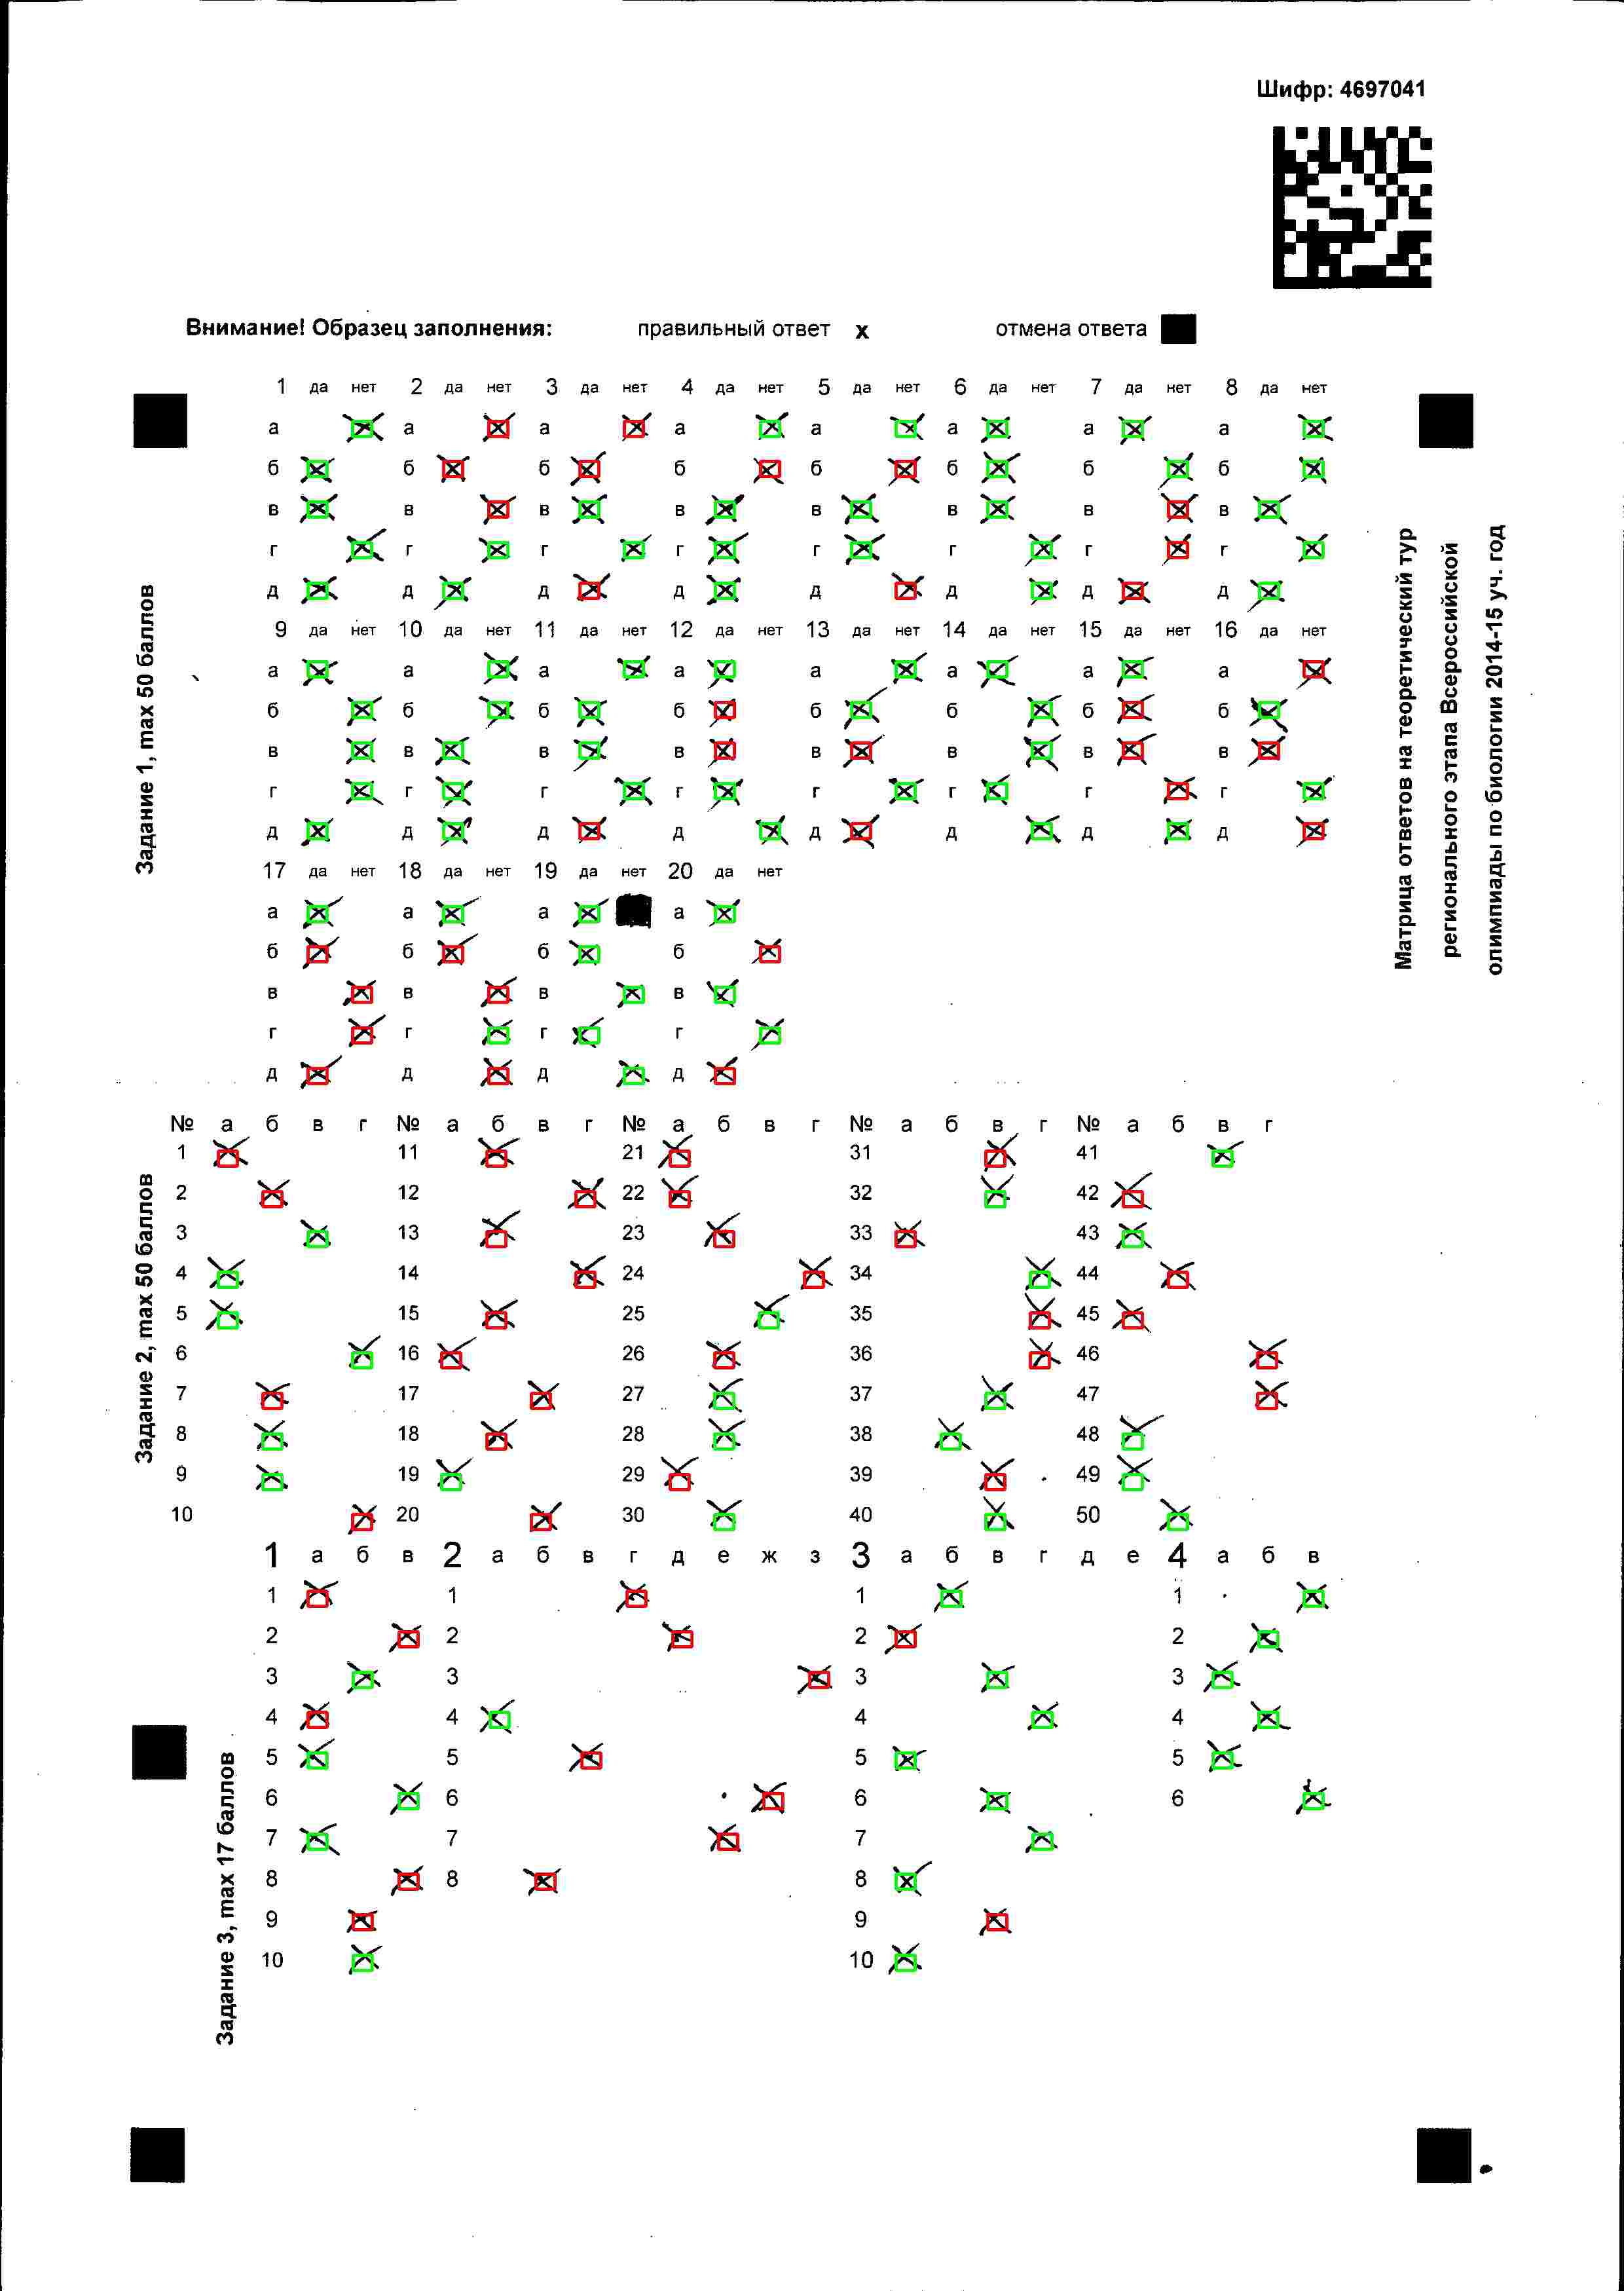 Шифр: 4697041
Внимание! Образец заполнения: правильный ответ х отмена ответа
1 да нет 2 да нет 3 да нет 4 да нет 5 да нет 6 да нет 7 да нет 8 да нет
а а а а а а а а
б б б б б б б б
в в в в в в в в
г г г г г г г г
д д д д д д д д
9 да нет 10 да нет 11 да нет 12 да нет 13 да нет 14 да нет 15 да нет 16 да нет
а а а а а а а а
б б б б б б б б
в в в в в в в в
г г г г г г г г
д д д д д д д д
17 да нет 18 да нет 19 да нет 20 да нет
а а а а
б б б б
в в в в
г г г г
д д д д
Задание 1, max 50 баллов
Матрица ответов на теоретический тур
регионального этапа Всероссийской
олимпиады по биологии 2014-15 уч. год
№ а б в г № а б в г № а б в г № а б в г № а б в г
1 11 21 31 41
2 12 22 32 42
3 13 23 33 43
4 14 24 34 44
5 15 25 35 45
6 16 26 36 46
7 17 27 37 47
8 18 28 38 48
9 19 29 39 49
10 20 30 40 50
Задание 2, max 50 баллов
1 а б в 2 а б в г д е ж з 3 а б в г д е 4 а б в
1 1 1 1
2 2 2 2
3 3 3 3
4 4 4 4
5 5 5 5
6 6 6 6
7 7 7
8 8 8
9 9
10 10
Задание 3, max 17 баллов